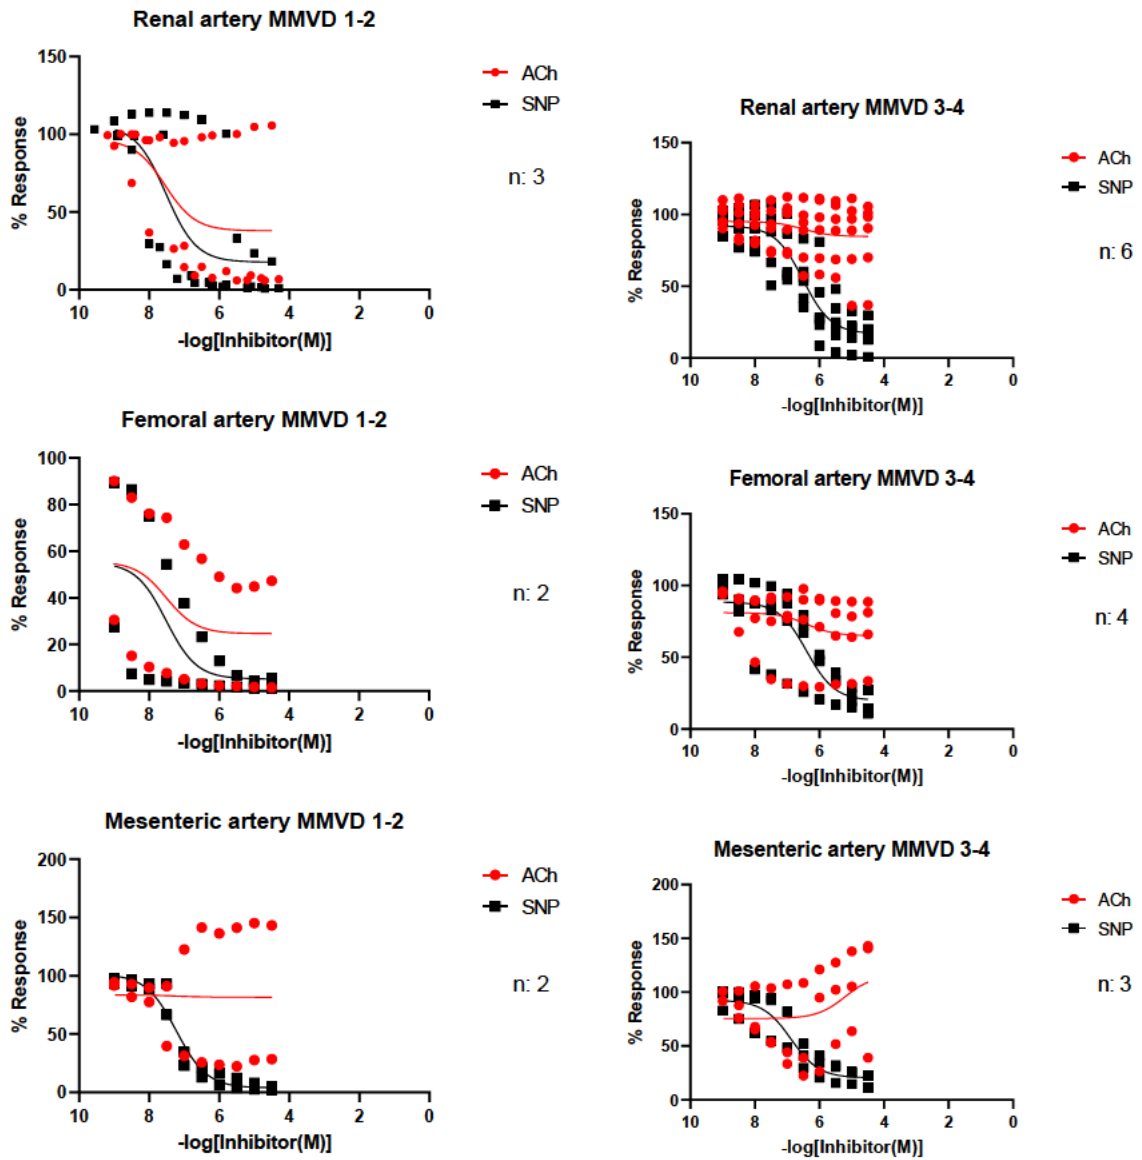 Renal artery MMVD 1-2
150
100
50
0
% Response
10 8 6 4 2 0
-log[Inhibitor(M)]
ACh
SNP
n: 3
Renal artery MMVD 3-4
150
100
50
0
% Response
10 8 6 4 2 0
-log[Inhibitor(M)]
ACh
SNP
n: 6
Femoral artery MMVD 1-2
100
80
60
40
20
0
% Response
10 8 6 4 2 0
-log[Inhibitor(M)]
ACh
SNP
n: 2
Femoral artery MMVD 3-4
150
100
50
0
% Response
10 8 6 4 2 0
-log[Inhibitor(M)]
ACh
SNP
n: 4
Mesenteric artery MMVD 1-2
200
150
100
50
0
% Response
10 8 6 4 2 0
-log[Inhibitor(M)]
ACh
SNP
n: 2
Mesenteric artery MMVD 3-4
200
150
100
50
0
% Response
10 8 6 4 2 0
-log[Inhibitor(M)]
ACh
SNP
n: 3